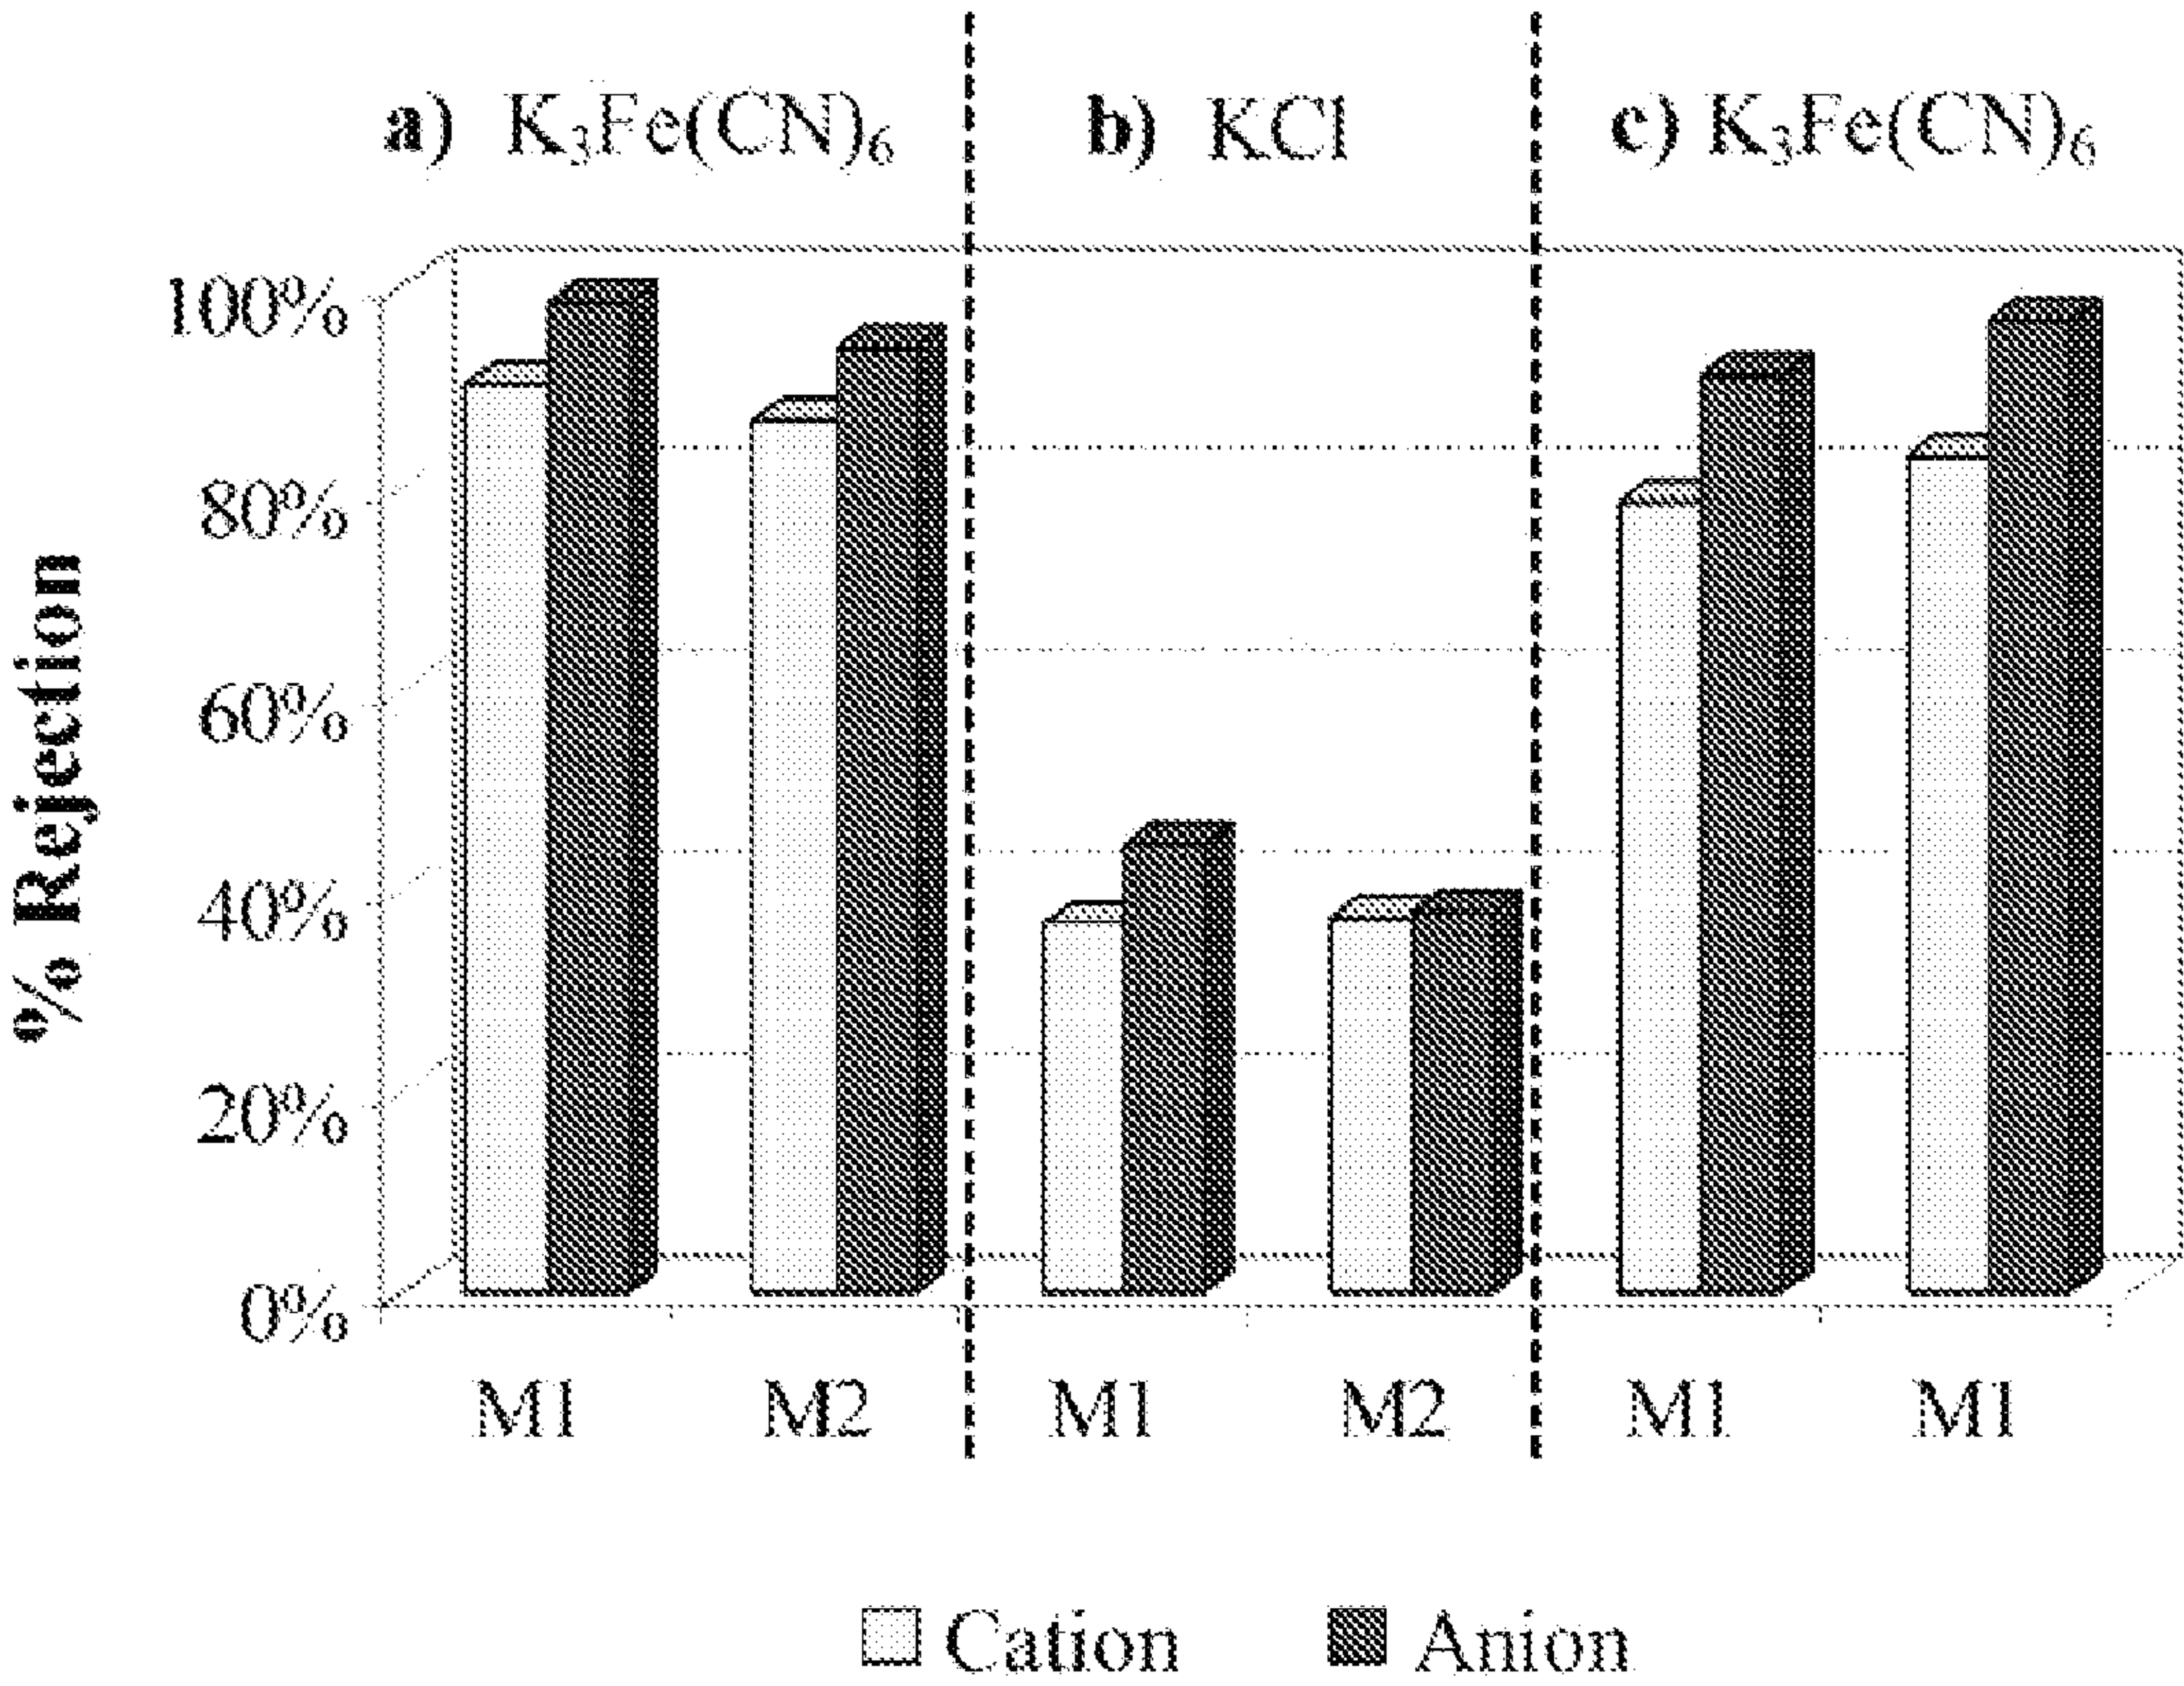 a) K₃Fe(CN)₆
b) KCl
c) K₃Fe(CN)₆
% Rejection
100%
80%
60%
40%
20%
0%
M1 M2 M1 M2 M1 M1
Cation Anion